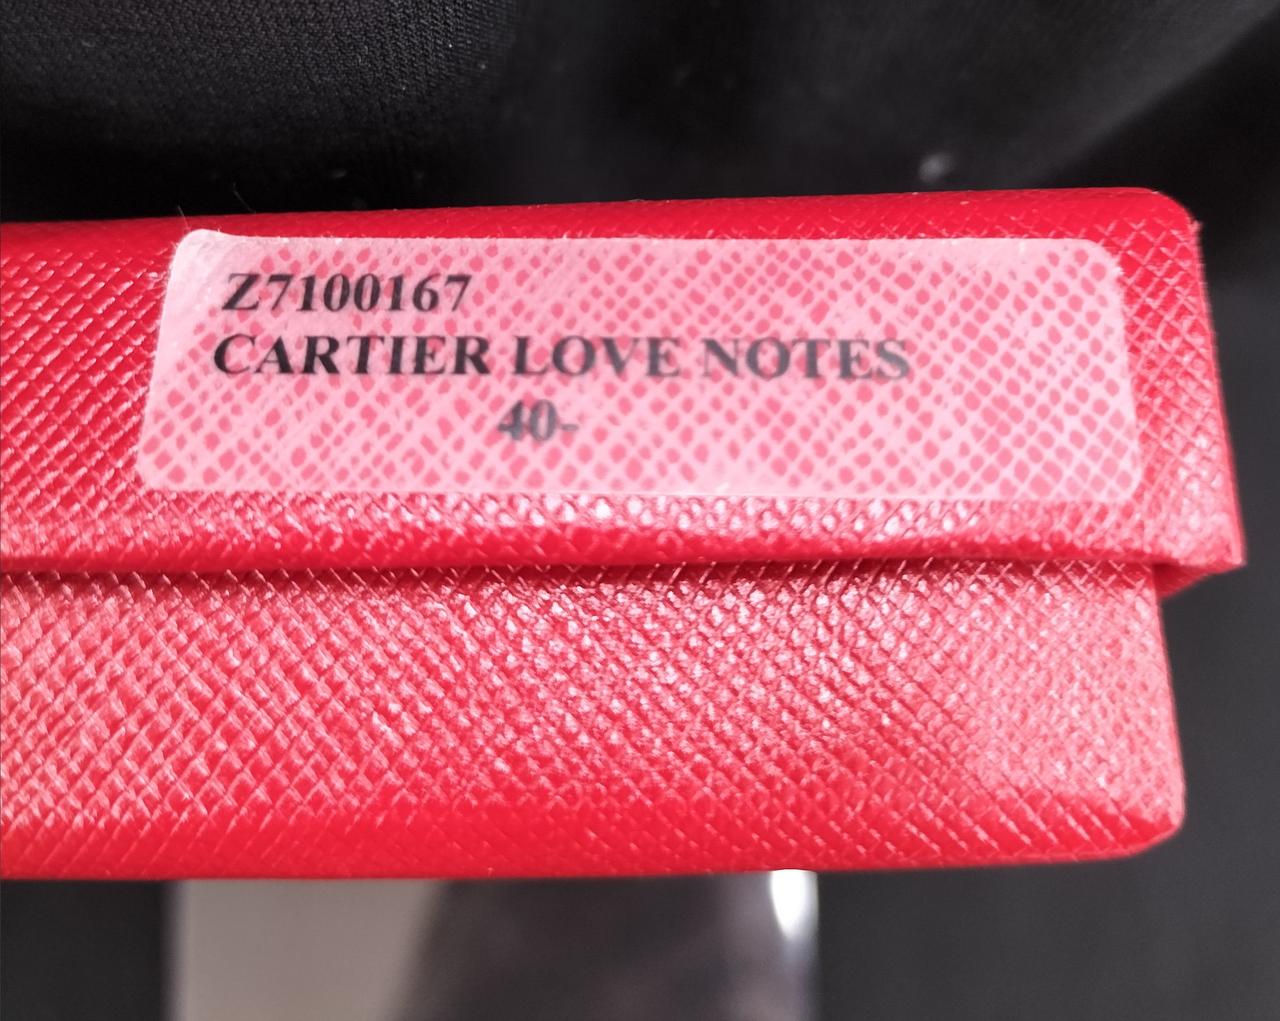 Z7100167
CARTIER LOVE NOTES
40-